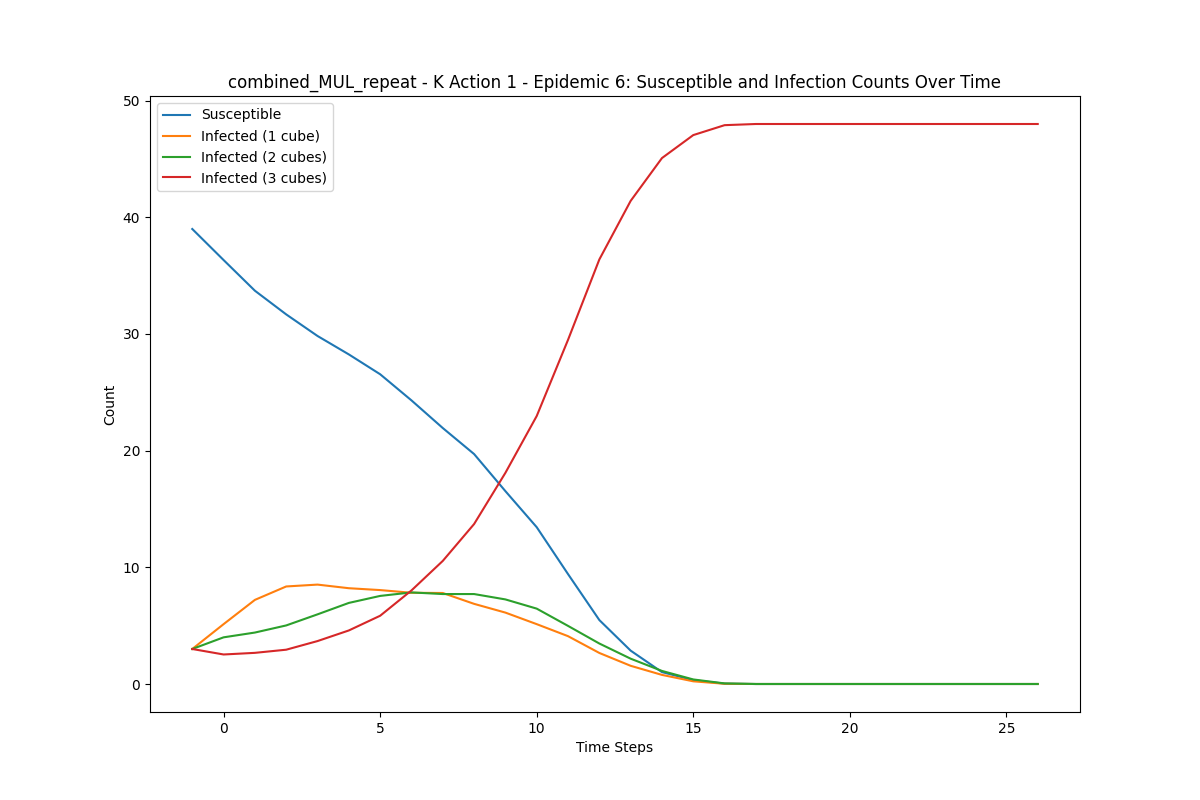 combined_MUL_repeat - K Action 1 - Epidemic 6: Susceptible and Infection Counts Over Time
Susceptible
Infected (1 cube)
Infected (2 cubes)
Infected (3 cubes)
Count
50
40
30
20
10
0
0 5 10 15 20 25
Time Steps